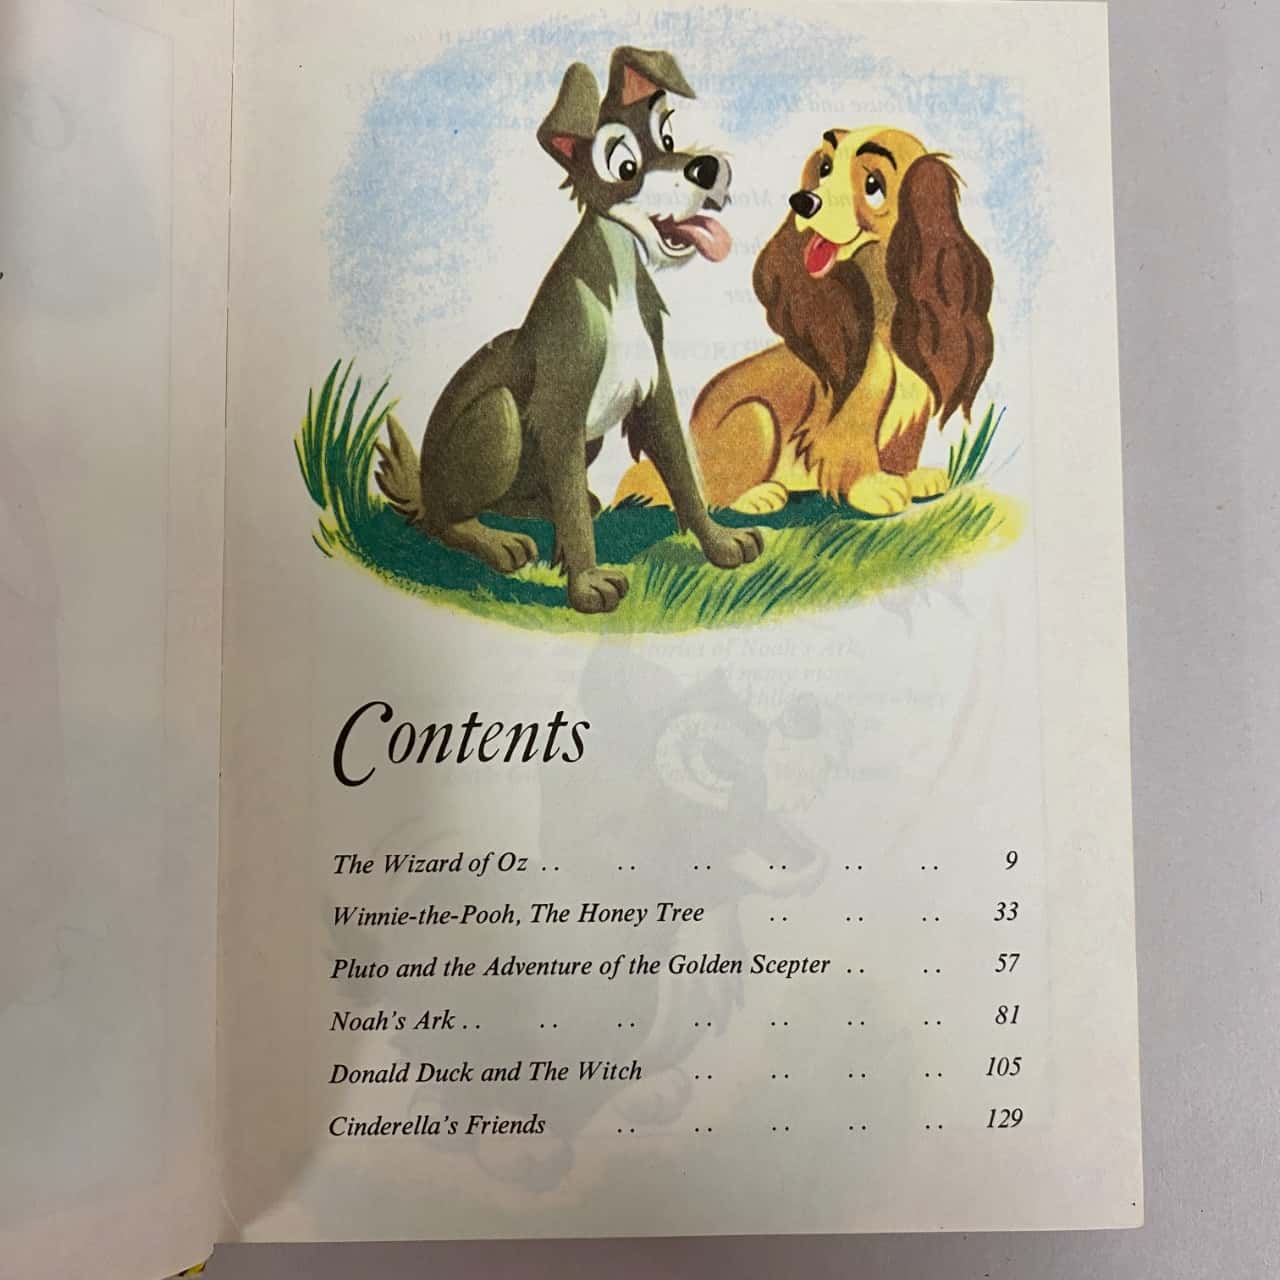 Contents
The Wizard of Oz .. .. .. .. .. .. 9
Winnie-the-Pooh, The Honey Tree .. .. .. 33
Pluto and the Adventure of the Golden Scepter .. .. 57
Noah's Ark .. .. .. .. .. .. .. 81
Donald Duck and The Witch .. .. .. .. 105
Cinderella's Friends .. .. .. .. .. 129